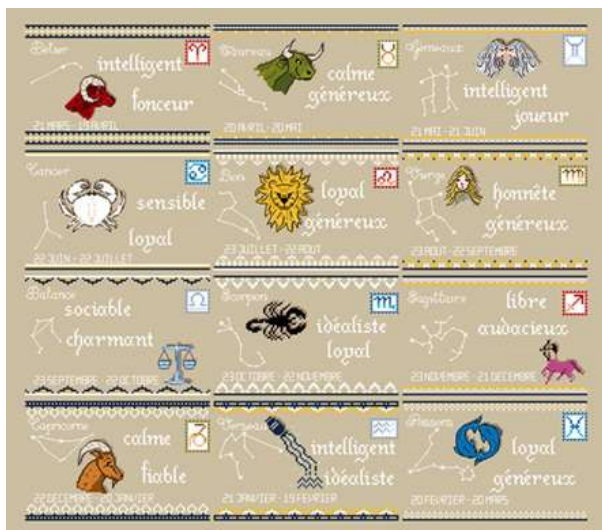 Bélier
intelligent
fonceur
21 MARS - 19 AVRIL
Taureau
calme
généreux
20 AVRIL - 20 MAI
Gémeaux
intelligent
joueur
21 MAI - 21 JUIN
Cancer
sensible
loyal
22 JUIN - 22 JUILLET
Lion
loyal
généreux
23 JUILLET - 22 AOUT
Vierge
honnête
généreux
23 AOUT - 22 SEPTEMBRE
Balance
sociable
charmant
23 SEPTEMBRE - 22 OCTOBRE
Scorpion
idéaliste
loyal
23 OCTOBRE - 22 NOVEMBRE
Sagittaire
libre
audacieux
23 NOVEMBRE - 21 DECEMBRE
Capricorne
calme
fiable
22 DECEMBRE - 20 JANVIER
Verseau
intelligent
idéaliste
21 JANVIER - 19 FEVRIER
Poissons
loyal
généreux
20 FEVRIER - 20 MARS